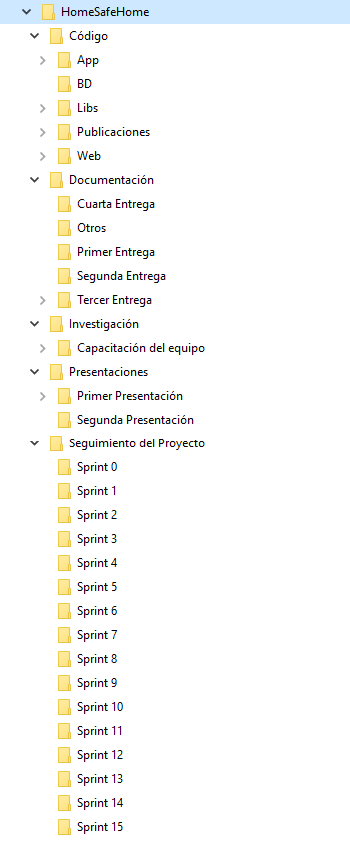 HomeSafeHome
Código
App
BD
Libs
Publicaciones
Web
Documentación
Cuarta Entrega
Otros
Primer Entrega
Segunda Entrega
Tercer Entrega
Investigación
Capacitación del equipo
Presentaciones
Primer Presentación
Segunda Presentación
Seguimiento del Proyecto
Sprint 0
Sprint 1
Sprint 2
Sprint 3
Sprint 4
Sprint 5
Sprint 6
Sprint 7
Sprint 8
Sprint 9
Sprint 10
Sprint 11
Sprint 12
Sprint 13
Sprint 14
Sprint 15